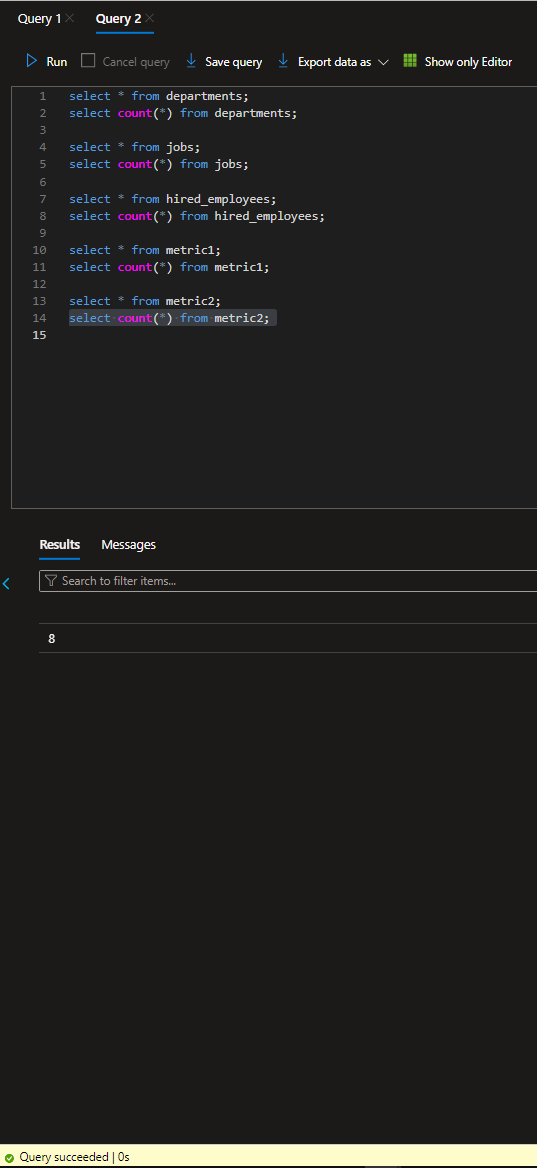 Query 1 Query 2
Run Cancel query Save query Export data as Show only Editor
1 select * from departments;
2 select count(*) from departments;
3
4 select * from jobs;
5 select count(*) from jobs;
6
7 select * from hired_employees;
8 select count(*) from hired_employees;
9
10 select * from metric1;
11 select count(*) from metric1;
12
13 select * from metric2;
14 select count(*) from metric2;
15
Results Messages
Search to filter items...
8
Query succeeded | 0s